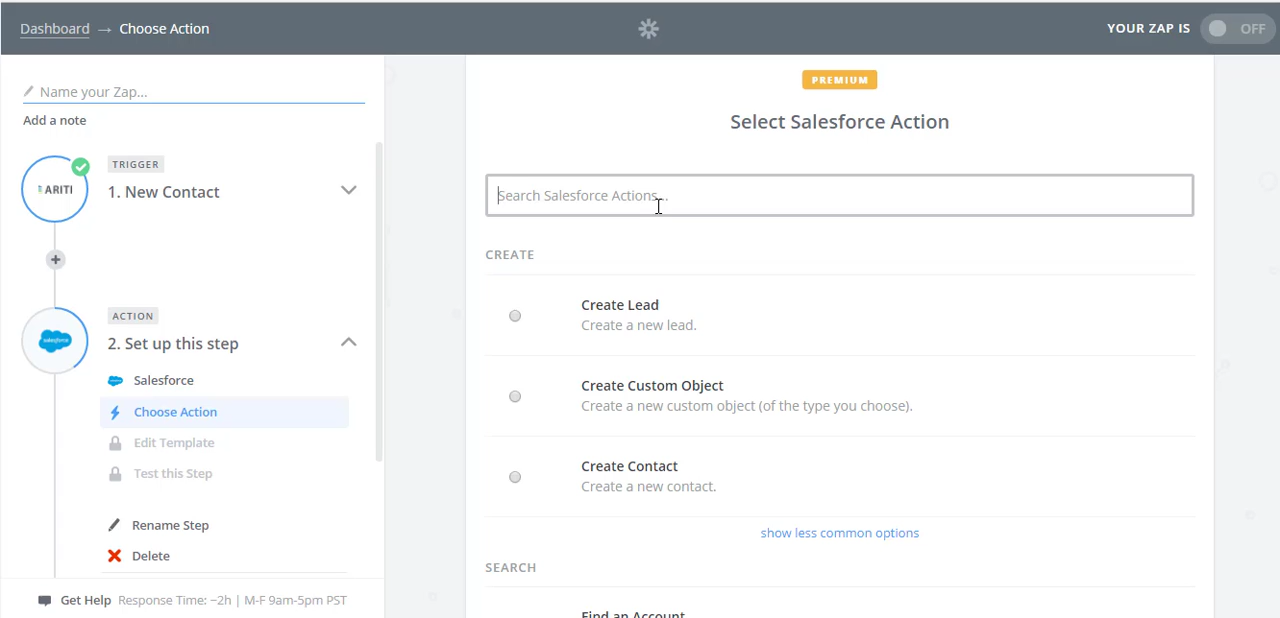 Dashboard → Choose Action
YOUR ZAP IS OFF
Name your Zap...
Add a note
ARITI
TRIGGER
1. New Contact
+
salesforce
ACTION
2. Set up this step
Salesforce
Choose Action
Edit Template
Test this Step
Rename Step
Delete
Get Help Response Time: ~2h | M-F 9am-5pm PST
PREMIUM
Select Salesforce Action
Search Salesforce Actions...
CREATE
Create Lead
Create a new lead.
Create Custom Object
Create a new custom object (of the type you choose).
Create Contact
Create a new contact.
show less common options
SEARCH
Find an Account